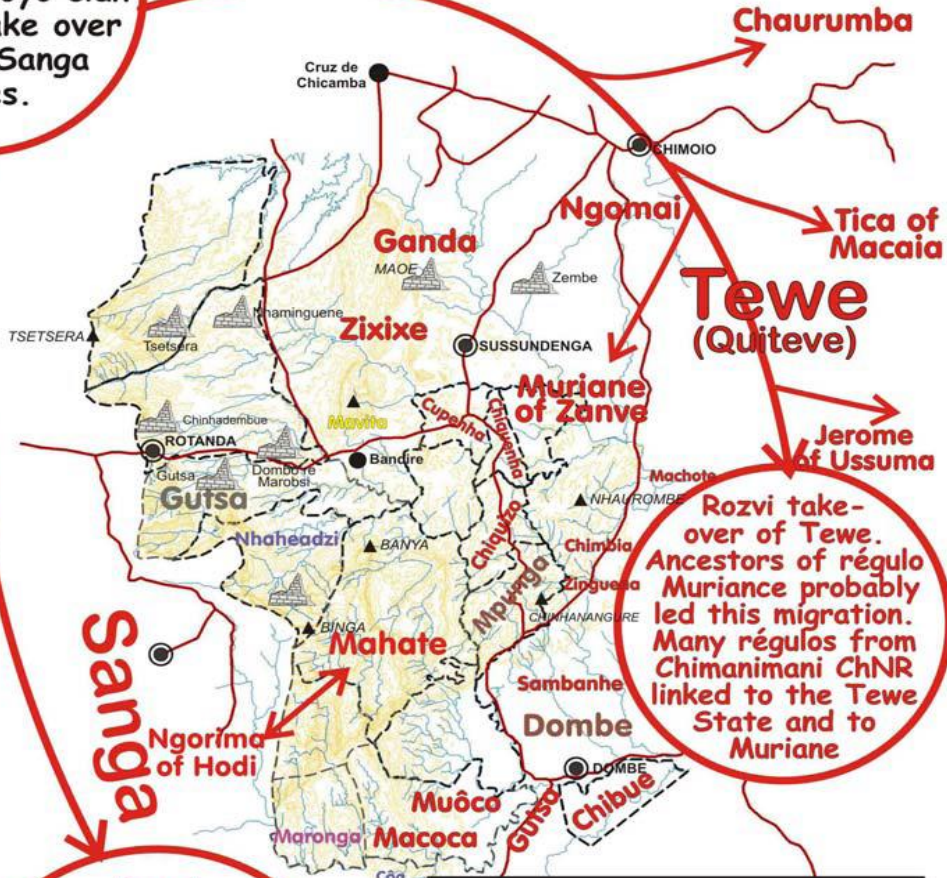 ake over
Sanga
Chaurumba
Cruz de
Chicamba
CHIMOIO
Ngomai
Tica of
Macaia
Ganda
MAOE
Zembe
Tewe
(Quiteve)
Nhaminguene
Zixixe
TSETSERA
Tsetsera
SUSSUNDENGA
Muriane
of Zanve
Mavita
Cupenha
Chiquenha
Chinhadembue
ROTANDA
Bandire
Jerome
of Ussuma
Gutsa
Dombo re
Marobsi
Gutsa
Machote
NHAUROMBE
Nhaheadzi
BANYA
Chiquizo
Chimbia
Mpunga
Zinguena
CHINHANANGURE
Rozvi take-
over of Tewe.
Ancestors of régulo
Muriance probably
led this migration.
Many régulos from
Chimanimani ChNR
linked to the Tewe
State and to
Muriane
BINGA
Mahate
Sanga
Sambanhe
Dombe
Ngorima
of Hodi
DOMBE
Muôco
Gutsa
Chibue
Maronga
Macoca